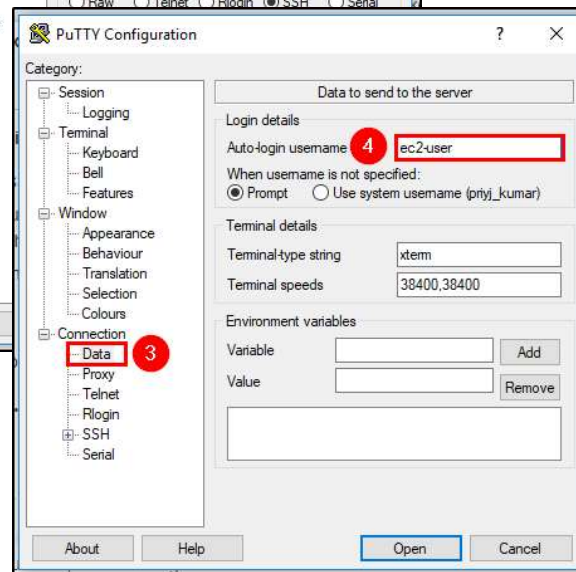 Raw Telnet Rlogin SSH Serial
PuTTY Configuration ? ×
Category:
Session
Logging
Terminal
Keyboard
Bell
Features
Window
Appearance
Behaviour
Translation
Selection
Colours
Connection
Data 3
Proxy
Telnet
Rlogin
SSH
Serial
Data to send to the server
Login details
Auto-login username 4 ec2-user
When username is not specified:
Prompt Use system username (priyj_kumar)
Terminal details
Terminal-type string xterm
Terminal speeds 38400,38400
Environment variables
Variable Add
Value Remove
About Help Open Cancel